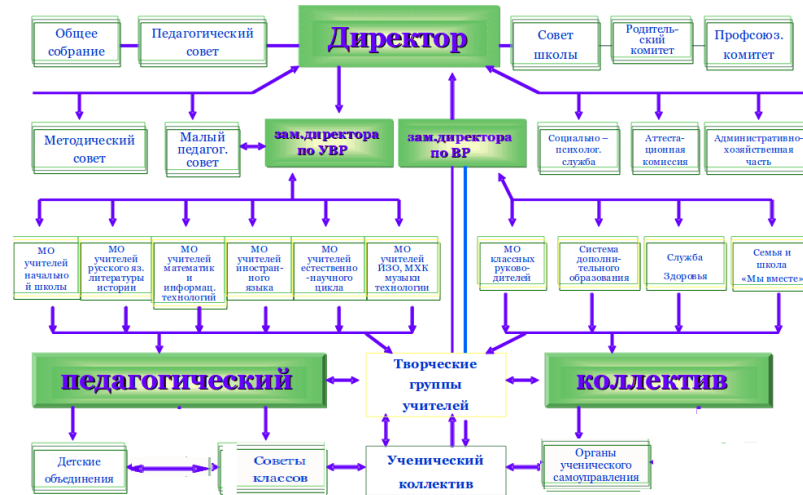 Общее
собрание
Педагогический
совет
Директор
Совет
школы
Родитель-
ский
комитет
Профсоюз.
комитет
Методический
совет
Малый
педагог.
совет
зам.директора
по УВР
зам.директора
по ВР
Социально –
психолог.
служба
Аттеста-
ционная
комиссия
Административно-
хозяйственная
часть
МО
учителей
начально
й школы
МО
учителей
русского яз.
литературы
истории
МО
учителей
математик
и
информац.
технологий
МО
учителей
иностран-
ного
языка
МО
учителей
естественно
-научного
цикла
МО
учителей
ИЗО, МХК
музыки
технологии
МО
классных
руково-
дителей
Система
дополни-
тельного
образования
Служба
Здоровья
Семья и
школа
«Мы вместе»
педагогический
Творческие
группы
учителей
коллектив
Детские
объединения
Советы
классов
Ученический
коллектив
Органы
ученического
самоуправления